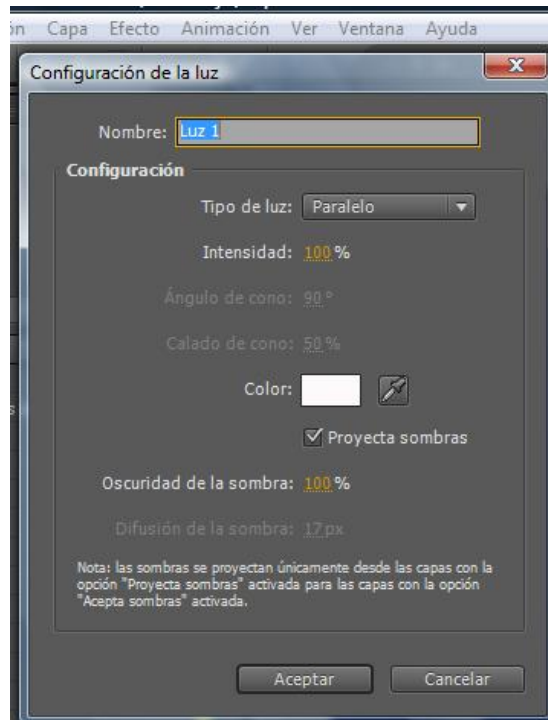 Capa Efecto Animación Ver Ventana Ayuda
Configuración de la luz
Nombre: Luz 1
Configuración
Tipo de luz: Paralelo
Intensidad: 100 %
Ángulo de cono: 90 °
Calado de cono: 50 %
Color:
Proyecta sombras
Oscuridad de la sombra: 100 %
Difusión de la sombra: 17 px
Nota: las sombras se proyectan únicamente desde las capas con la
opción "Proyecta sombras" activada para las capas con la opción
"Acepta sombras" activada.
Aceptar Cancelar